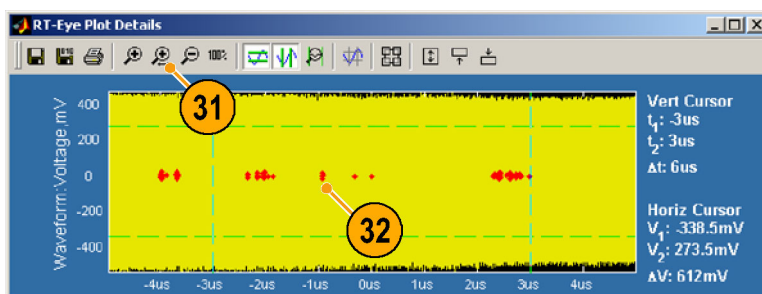 RT-Eye Plot Details
100%
31
Waveform:Voltage,mV
400
200
0
-200
-400
32
-4us -3us -2us -1us 0us 1us 2us 3us 4us
Vert Cursor
t1: -3us
t2: 3us
Δt: 6us
Horiz Cursor
V1: -338.5mV
V2: 273.5mV
ΔV: 612mV